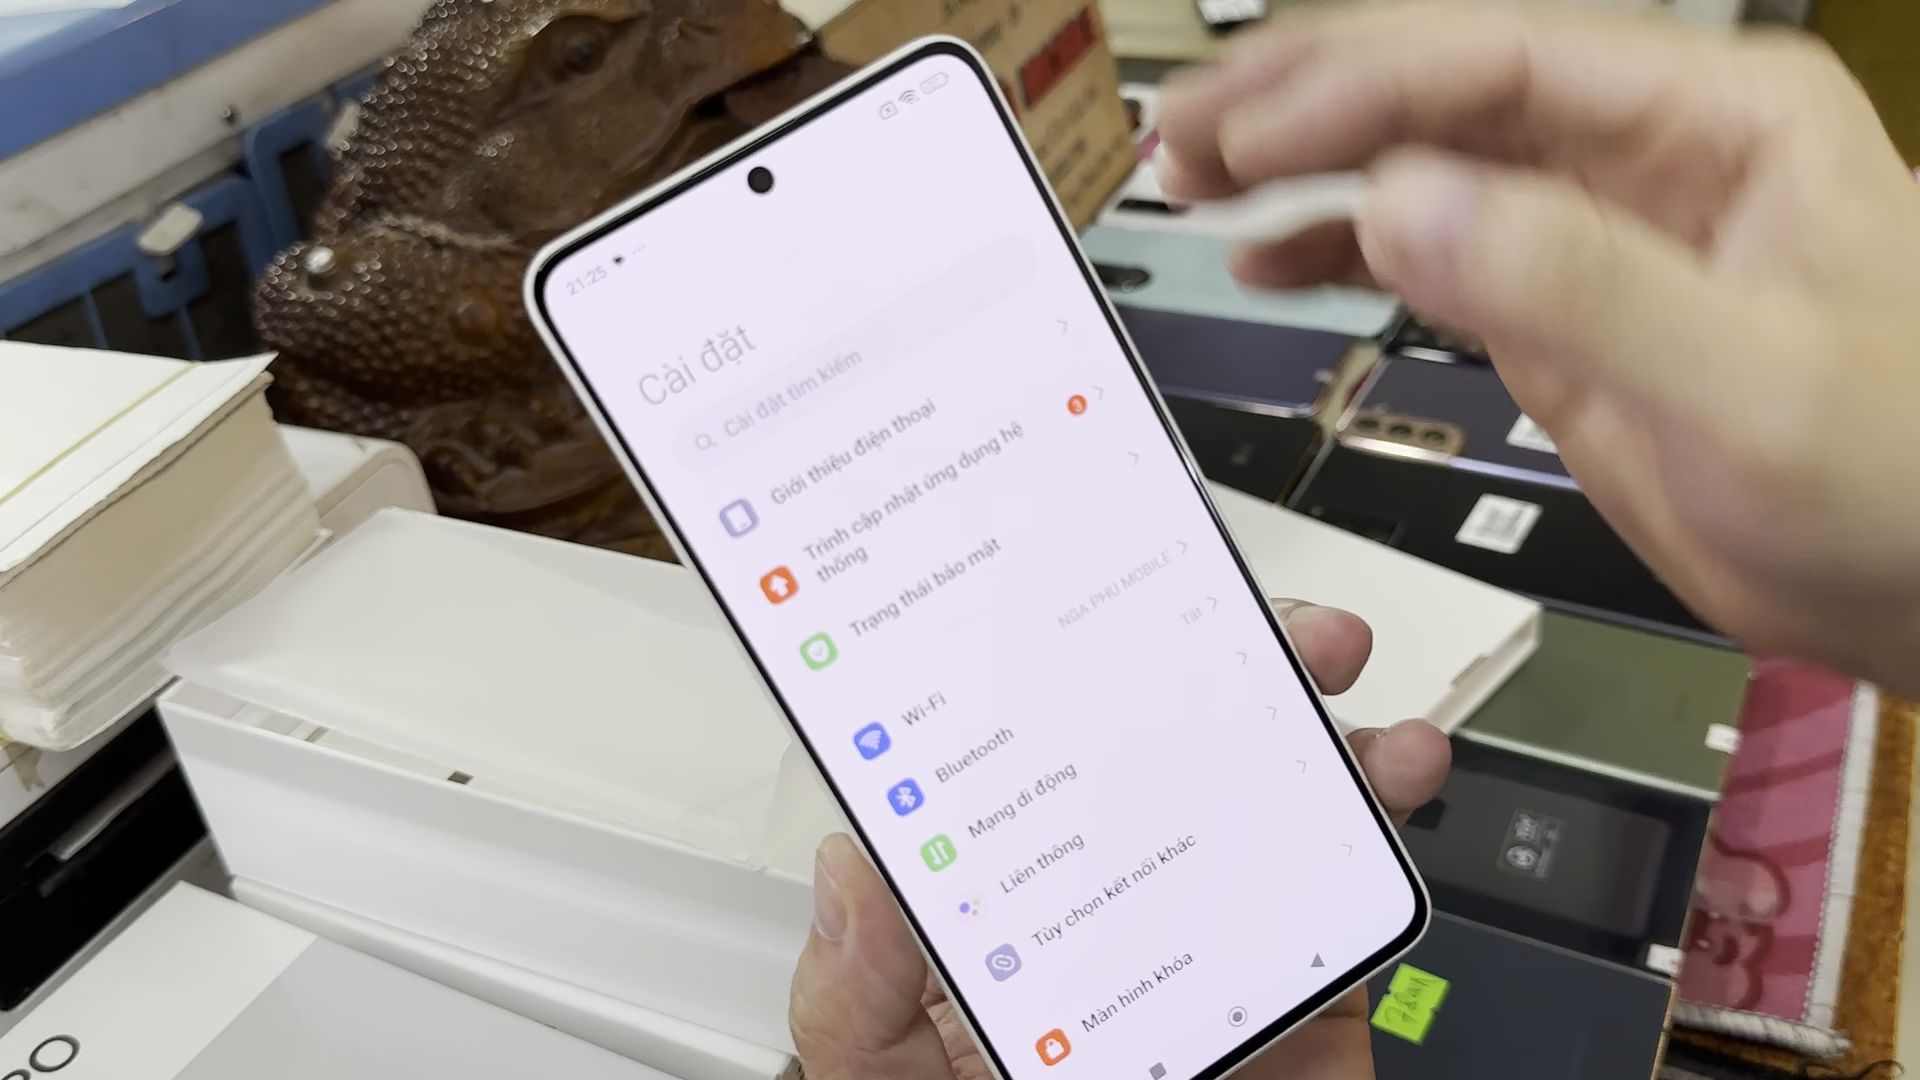 21:25
Cài đặt
Cài đặt tìm kiếm
Giới thiệu điện thoại
Trình cập nhật ứng dụng hệ
thống
3
Trạng thái bảo mật
Wi-Fi
NGA PHU MOBILE
Bluetooth
Tắt
Mạng di động
Liên thông
Tùy chọn kết nối khác
Màn hình khóa